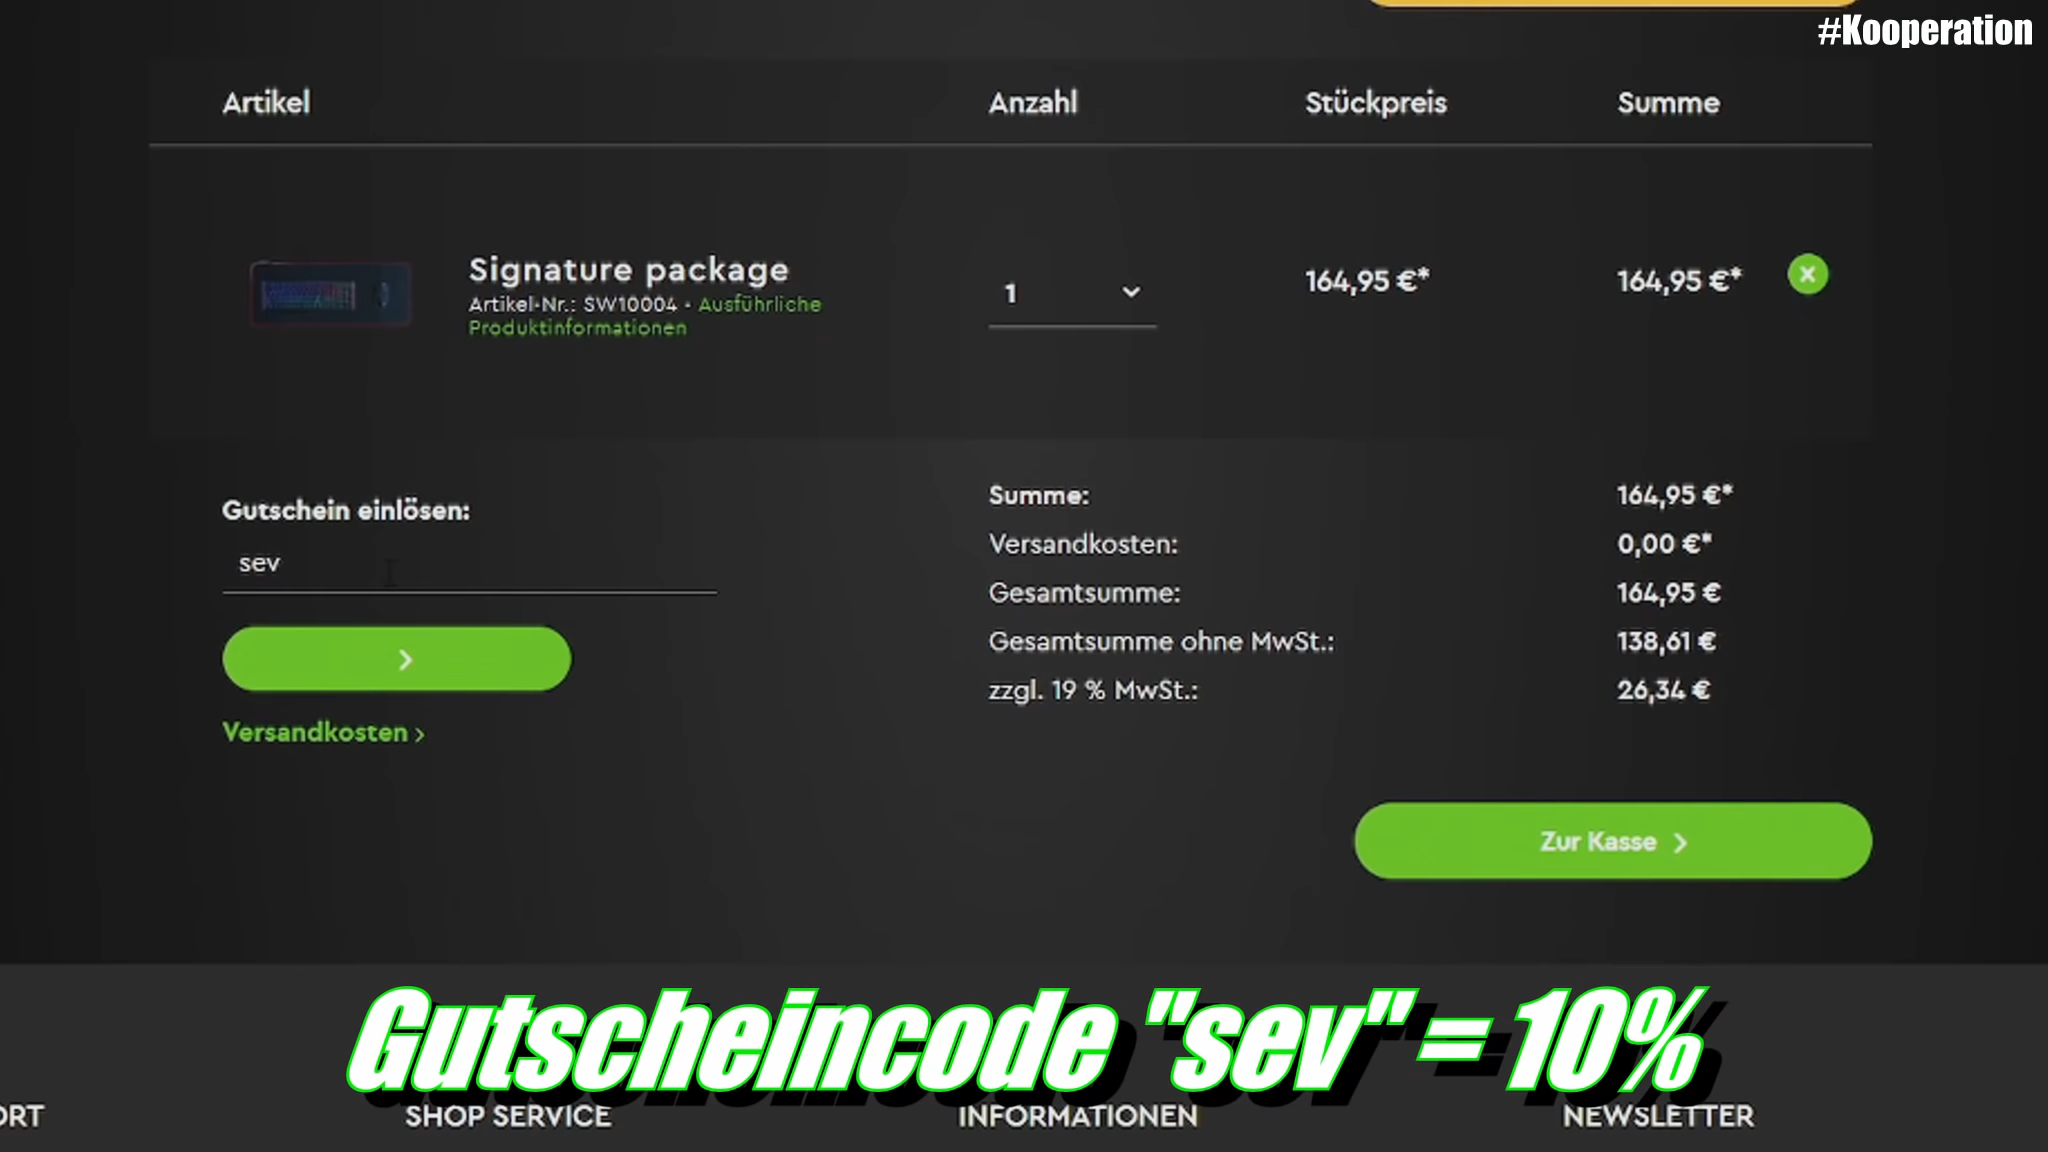 #Kooperation
Artikel Anzahl Stückpreis Summe
Signature package
Artikel-Nr.: SW10004 - Ausführliche
Produktinformationen
1 164,95 €* 164,95 €*
Gutschein einlösen:
sev
Versandkosten ›
Summe: 164,95 €*
Versandkosten: 0,00 €*
Gesamtsumme: 164,95 €
Gesamtsumme ohne MwSt.: 138,61 €
zzgl. 19 % MwSt.: 26,34 €
Zur Kasse
Gutscheincode "sev" = 10%
ORT SHOP SERVICE INFORMATIONEN NEWSLETTER